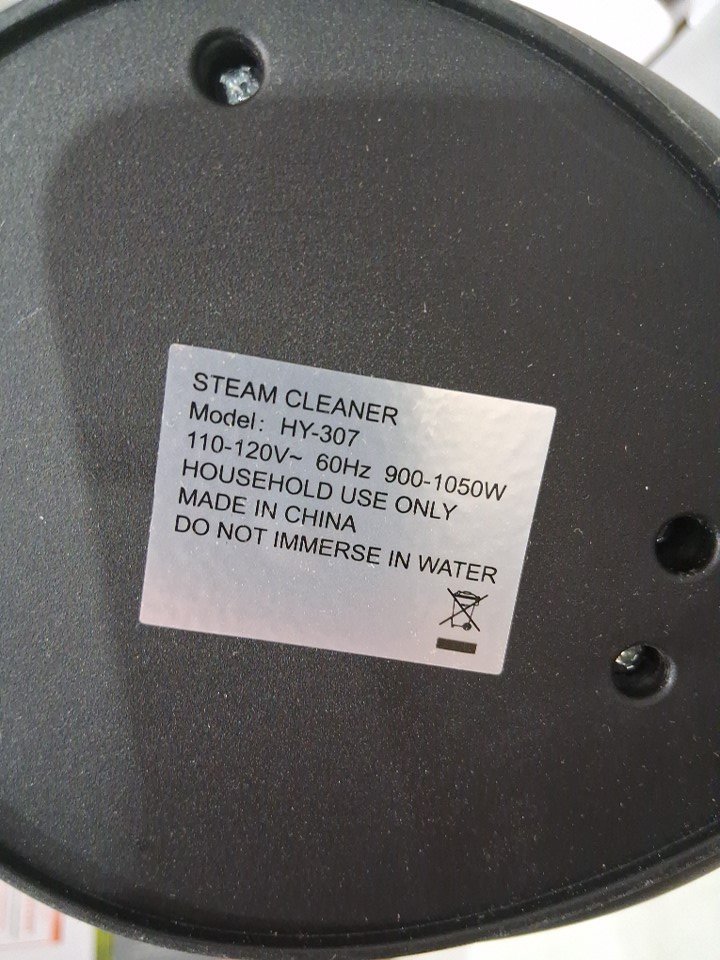 STEAM CLEANER
Model: HY-307
110-120V~ 60Hz 900-1050W
HOUSEHOLD USE ONLY
MADE IN CHINA
DO NOT IMMERSE IN WATER